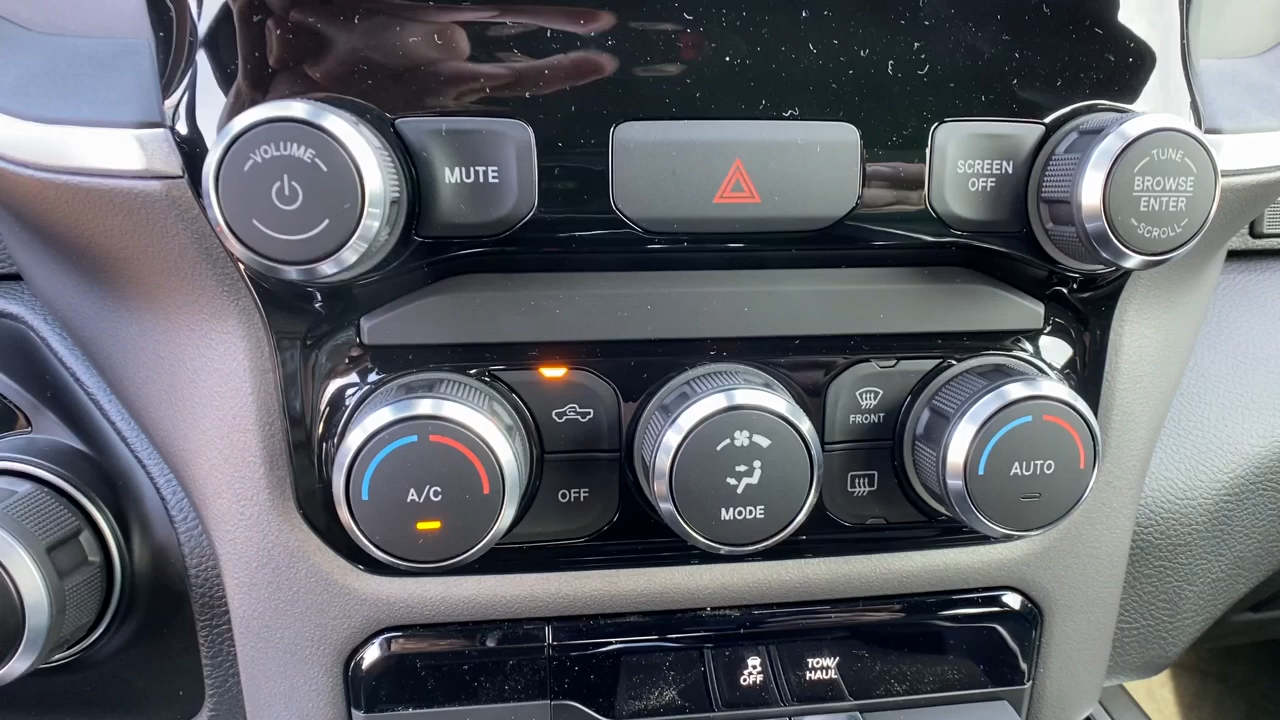 VOLUME
MUTE
SCREEN
OFF
TUNE
BROWSE
ENTER
SCROLL
A/C
OFF
MODE
FRONT
AUTO
OFF
TOW/
HAUL